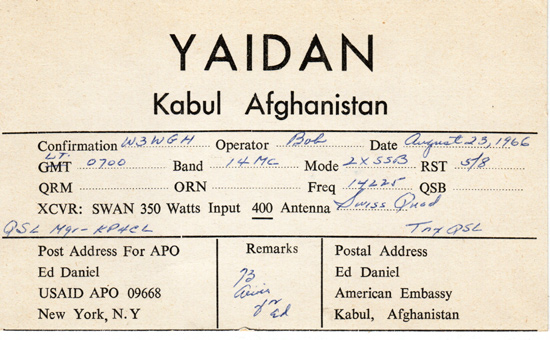 YAIDAN
Kabul Afghanistan
Confirmation W3WGH Operator Bob Date August 23, 1966
LT.
GMT 0700 Band 14 MC Mode 2XSSB RST 5/8
QRM ORN Freq 14225 QSB
XCVR: SWAN 350 Watts Input 400 Antenna Swiss Quad
QSL Mgr- KP4CL Tnx QSL
Post Address For APO
Ed Daniel
USAID APO 09668
New York, N.Y
Remarks
73
Ed
Postal Address
Ed Daniel
American Embassy
Kabul, Afghanistan